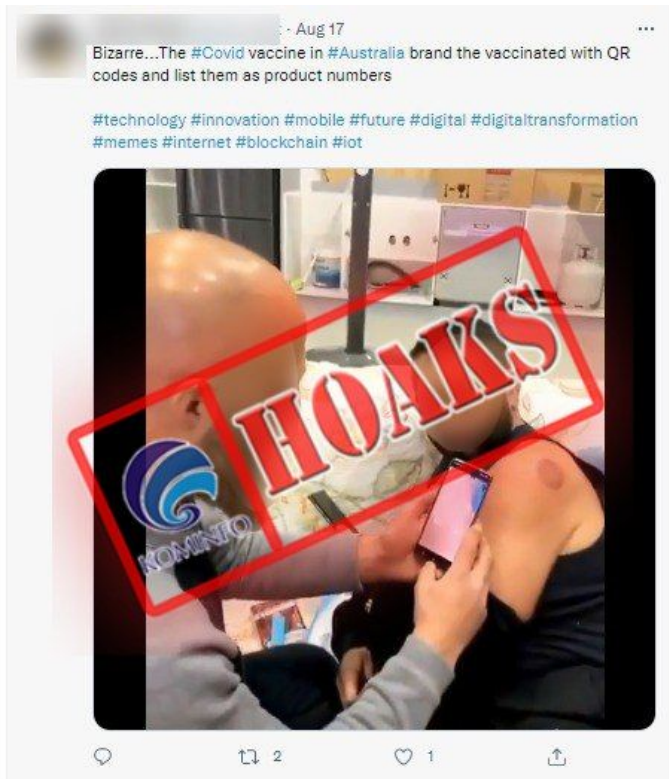 · Aug 17
Bizarre...The #Covid vaccine in #Australia brand the vaccinated with QR
codes and list them as product numbers
#technology #innovation #mobile #future #digital #digitaltransformation
#memes #internet #blockchain #iot
HOAKS
KOMINFO
2
1